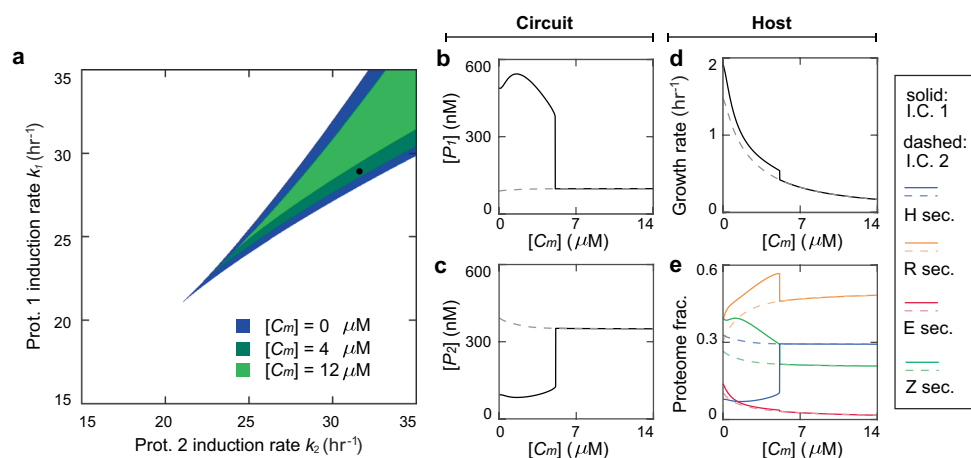 Circuit
Host
a
35
30
25
20
15
15
20
25
30
35
Prot. 1 induction rate k1 (hr-1)
Prot. 2 induction rate k2 (hr-1)
[Cm] = 0 μM
[Cm] = 4 μM
[Cm] = 12 μM
b
600
300
0
[P1] (nM)
0
7
14
[Cm] (μM)
c
600
300
0
[P2] (nM)
0
7
14
[Cm] (μM)
d
2
1
0
Growth rate (hr-1)
0
7
14
[Cm] (μM)
e
0.6
0.3
0
Proteome frac.
0
7
14
[Cm] (μM)
solid:
I.C. 1
dashed:
I.C. 2
H sec.
R sec.
E sec.
Z sec.